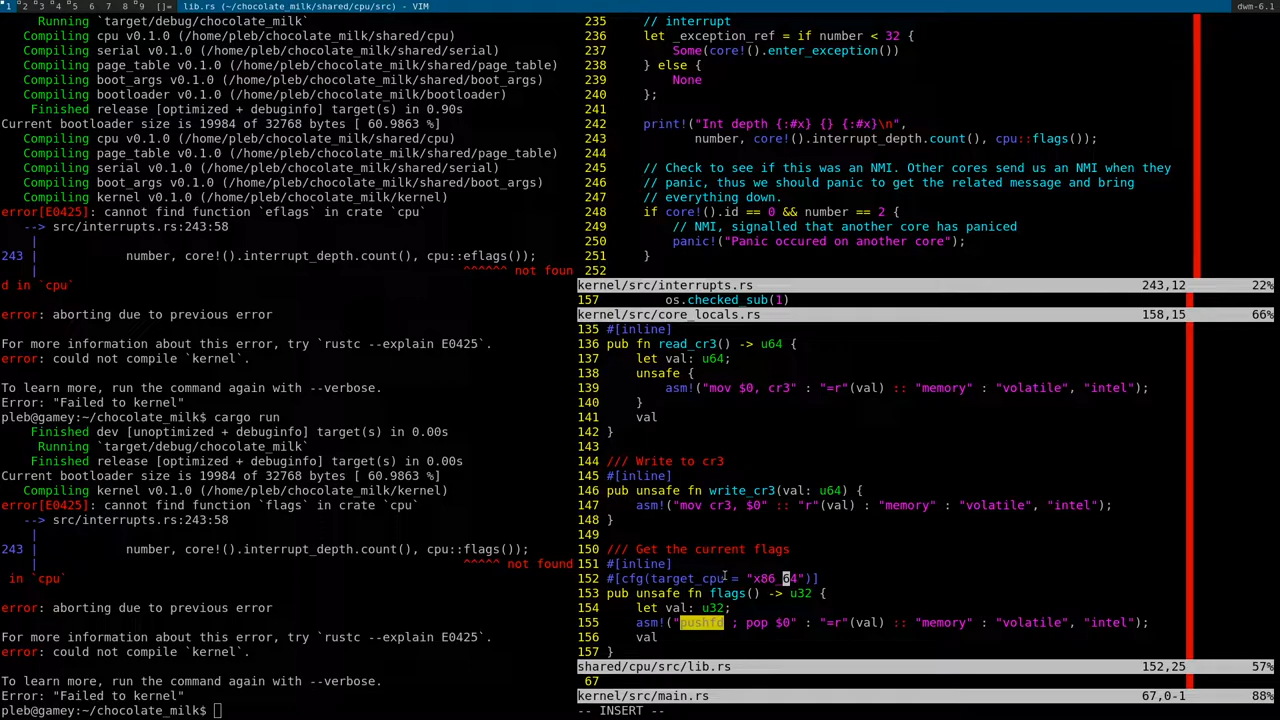 1 2 3 4 5 6 7 8 9 []= lib.rs (~/chocolate_milk/shared/cpu/src) - VIM dwm-6.1
Running `target/debug/chocolate_milk`
Compiling cpu v0.1.0 (/home/pleb/chocolate_milk/shared/cpu)
Compiling serial v0.1.0 (/home/pleb/chocolate_milk/shared/serial)
Compiling page_table v0.1.0 (/home/pleb/chocolate_milk/shared/page_table)
Compiling boot_args v0.1.0 (/home/pleb/chocolate_milk/shared/boot_args)
Compiling bootloader v0.1.0 (/home/pleb/chocolate_milk/bootloader)
Finished release [optimized + debuginfo] target(s) in 0.90s
Current bootloader size is 19984 of 32768 bytes [ 60.9863 %]
Compiling cpu v0.1.0 (/home/pleb/chocolate_milk/shared/cpu)
Compiling page_table v0.1.0 (/home/pleb/chocolate_milk/shared/page_table)
Compiling serial v0.1.0 (/home/pleb/chocolate_milk/shared/serial)
Compiling boot_args v0.1.0 (/home/pleb/chocolate_milk/shared/boot_args)
Compiling kernel v0.1.0 (/home/pleb/chocolate_milk/kernel)
error[E0425]: cannot find function `eflags` in crate `cpu`
--> src/interrupts.rs:243:58
|
243 | number, core!().interrupt_depth.count(), cpu::eflags());
| ^^^^^^ not foun
d in `cpu`
error: aborting due to previous error
For more information about this error, try `rustc --explain E0425`.
error: could not compile `kernel`.
To learn more, run the command again with --verbose.
Error: "Failed to kernel"
pleb@gamey:~/chocolate_milk$ cargo run
Finished dev [unoptimized + debuginfo] target(s) in 0.00s
Running `target/debug/chocolate_milk`
Finished release [optimized + debuginfo] target(s) in 0.00s
Current bootloader size is 19984 of 32768 bytes [ 60.9863 %]
Compiling kernel v0.1.0 (/home/pleb/chocolate_milk/kernel)
error[E0425]: cannot find function `flags` in crate `cpu`
--> src/interrupts.rs:243:58
|
243 | number, core!().interrupt_depth.count(), cpu::flags());
| ^^^^^ not found
in `cpu`
error: aborting due to previous error
For more information about this error, try `rustc --explain E0425`.
error: could not compile `kernel`.
To learn more, run the command again with --verbose.
Error: "Failed to kernel"
pleb@gamey:~/chocolate_milk$
235 // interrupt
236 let _exception_ref = if number < 32 {
237 Some(core!().enter_exception())
238 } else {
239 None
240 };
241
242 print!("Int depth {:#x} {} {:#x}\n",
243 number, core!().interrupt_depth.count(), cpu::flags());
244
245 // Check to see if this was an NMI. Other cores send us an NMI when they
246 // panic, thus we should panic to get the related message and bring
247 // everything down.
248 if core!().id == 0 && number == 2 {
249 // NMI, signalled that another core has paniced
250 panic!("Panic occured on another core");
251 }
252
kernel/src/interrupts.rs 243,12 22%
157 os.checked_sub(1)
kernel/src/core_locals.rs 158,15 66%
135 #[inline]
136 pub fn read_cr3() -> u64 {
137 let val: u64;
138 unsafe {
139 asm!("mov $0, cr3" : "=r"(val) :: "memory" : "volatile", "intel");
140 }
141 val
142 }
143
144 /// Write to cr3
145 #[inline]
146 pub unsafe fn write_cr3(val: u64) {
147 asm!("mov cr3, $0" :: "r"(val) : "memory" : "volatile", "intel");
148 }
149
150 /// Get the current flags
151 #[inline]
152 #[cfg(target_cpu = "x86_64")]
153 pub unsafe fn flags() -> u32 {
154 let val: u32;
155 asm!("pushfd ; pop $0" : "=r"(val) :: "memory" : "volatile", "intel");
156 val
157 }
shared/cpu/src/lib.rs 152,25 57%
67
kernel/src/main.rs 67,0-1 88%
-- INSERT --